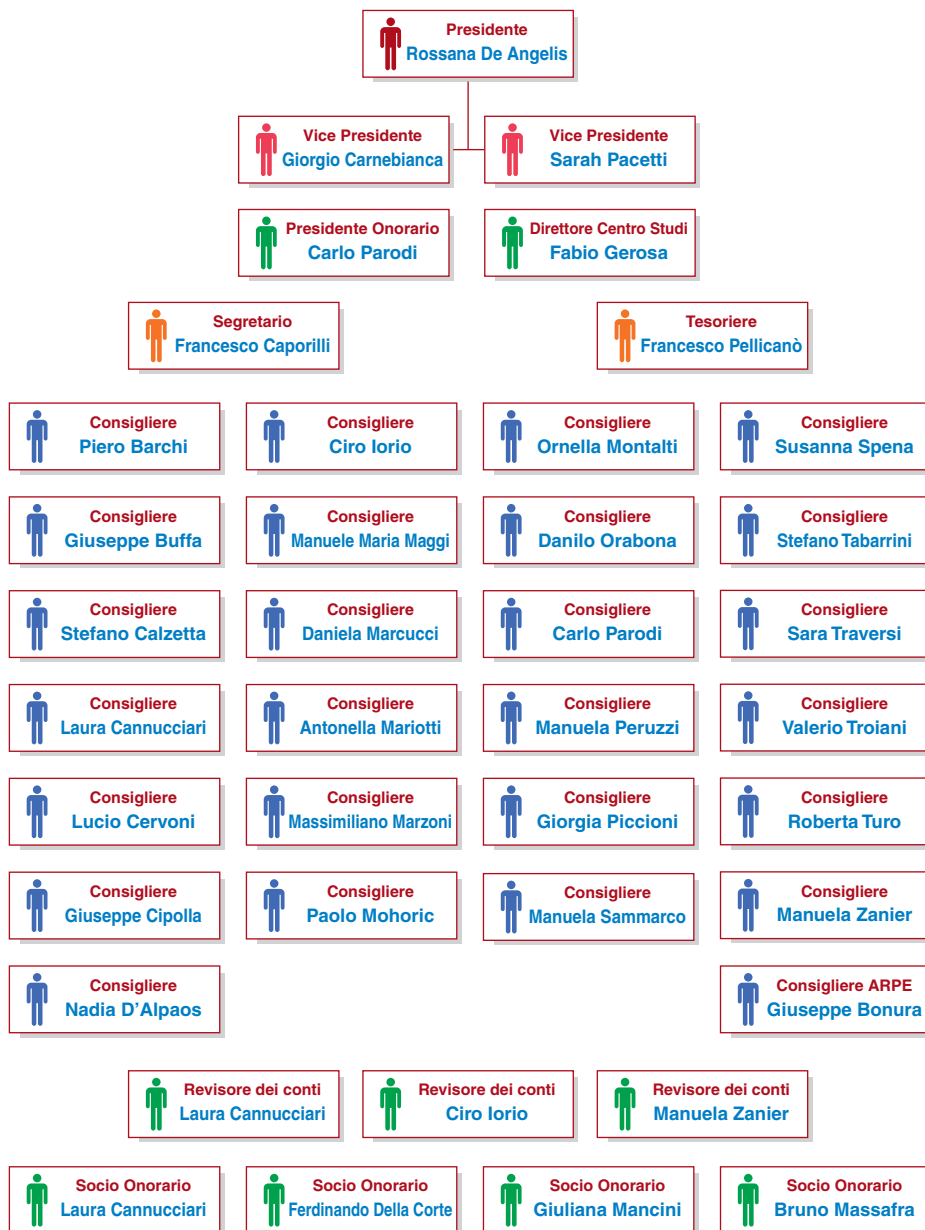 Presidente
Rossana De Angelis
Vice Presidente
Giorgio Carnebianca
Vice Presidente
Sarah Pacetti
Presidente Onorario
Carlo Parodi
Direttore Centro Studi
Fabio Gerosa
Segretario
Francesco Caporilli
Tesoriere
Francesco Pellicanò
Consigliere
Piero Barchi
Consigliere
Ciro Iorio
Consigliere
Ornella Montalti
Consigliere
Susanna Spena
Consigliere
Giuseppe Buffa
Consigliere
Manuele Maria Maggi
Consigliere
Danilo Orabona
Consigliere
Stefano Tabarrini
Consigliere
Stefano Calzetta
Consigliere
Daniela Marcucci
Consigliere
Carlo Parodi
Consigliere
Sara Traversi
Consigliere
Laura Cannucciari
Consigliere
Antonella Mariotti
Consigliere
Manuela Peruzzi
Consigliere
Valerio Troiani
Consigliere
Lucio Cervoni
Consigliere
Massimiliano Marzoni
Consigliere
Giorgia Piccioni
Consigliere
Roberta Turo
Consigliere
Giuseppe Cipolla
Consigliere
Paolo Mohoric
Consigliere
Manuela Sammarco
Consigliere
Manuela Zanier
Consigliere
Nadia D'Alpaos
Consigliere ARPE
Giuseppe Bonura
Revisore dei conti
Laura Cannucciari
Revisore dei conti
Ciro Iorio
Revisore dei conti
Manuela Zanier
Socio Onorario
Laura Cannucciari
Socio Onorario
Ferdinando Della Corte
Socio Onorario
Giuliana Mancini
Socio Onorario
Bruno Massafra